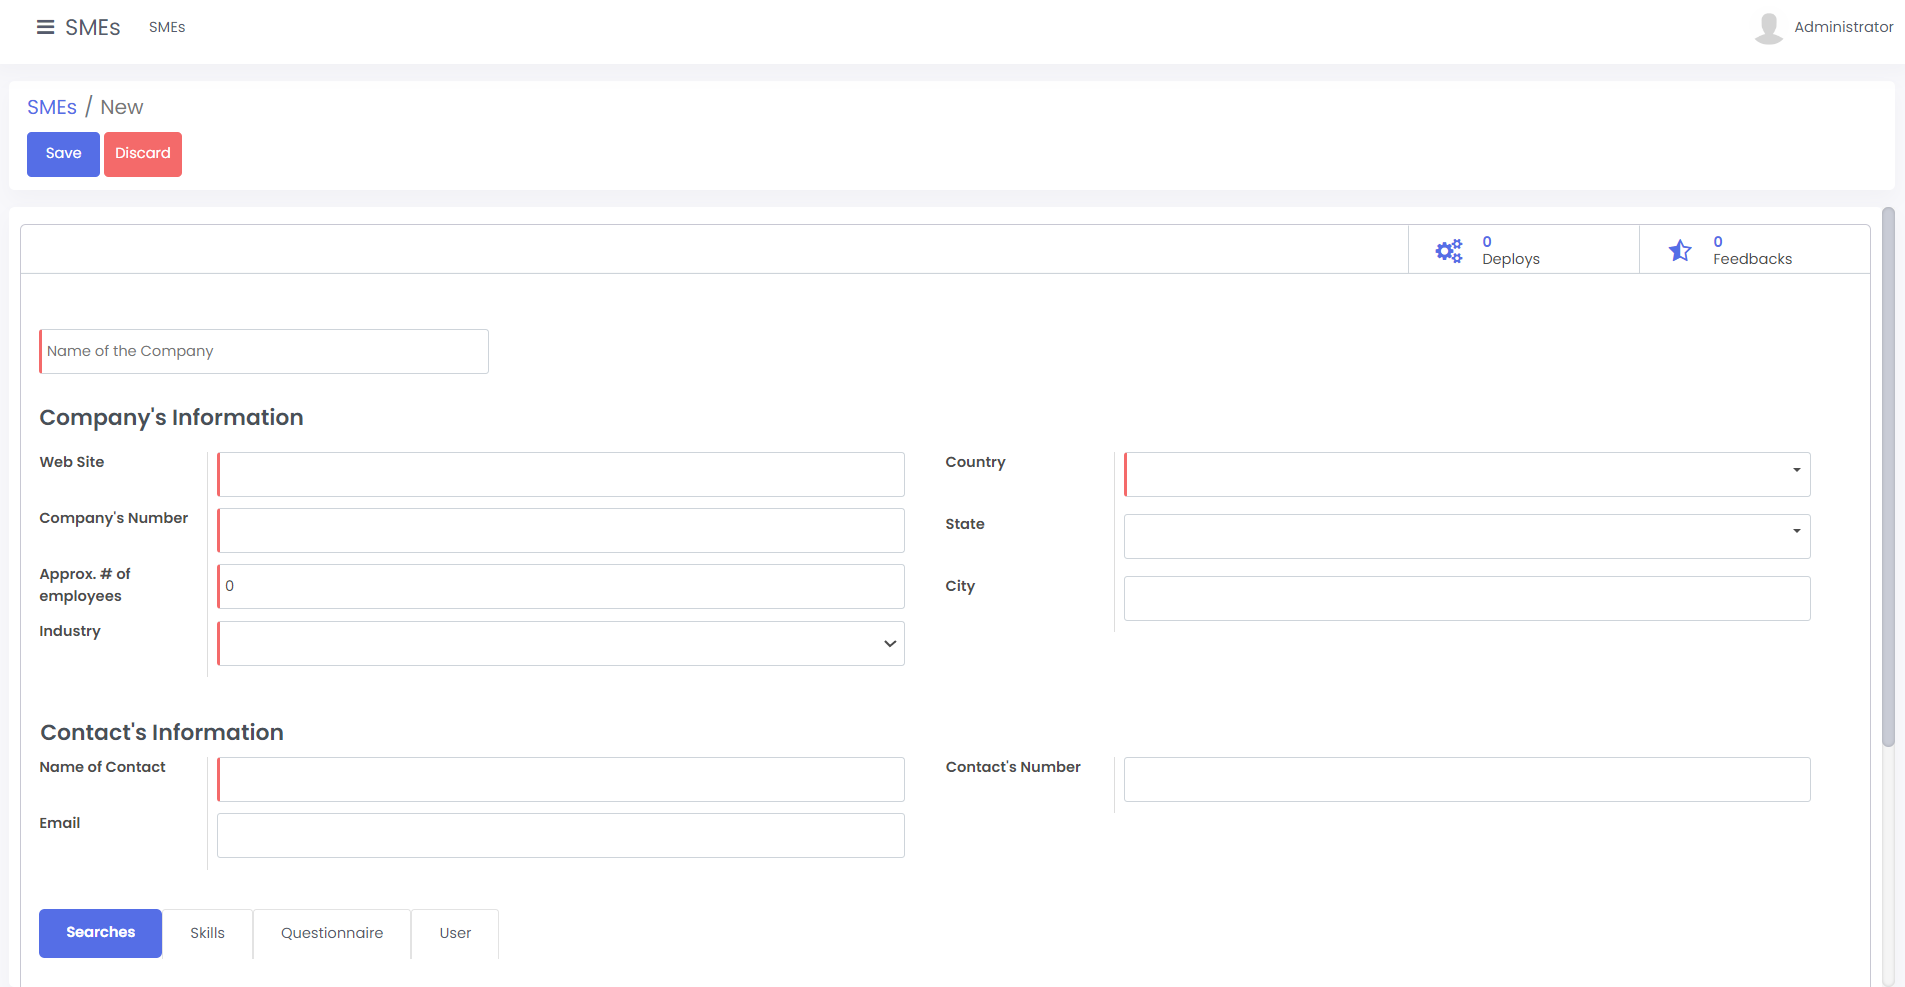 SMEs SMEs Administrator
SMEs / New
Save Discard
0
Deploys
0
Feedbacks
Name of the Company
Company's Information
Web Site
Country
Company's Number
State
Approx. # of
employees
0
City
Industry
Contact's Information
Name of Contact
Contact's Number
Email
Searches Skills Questionnaire User